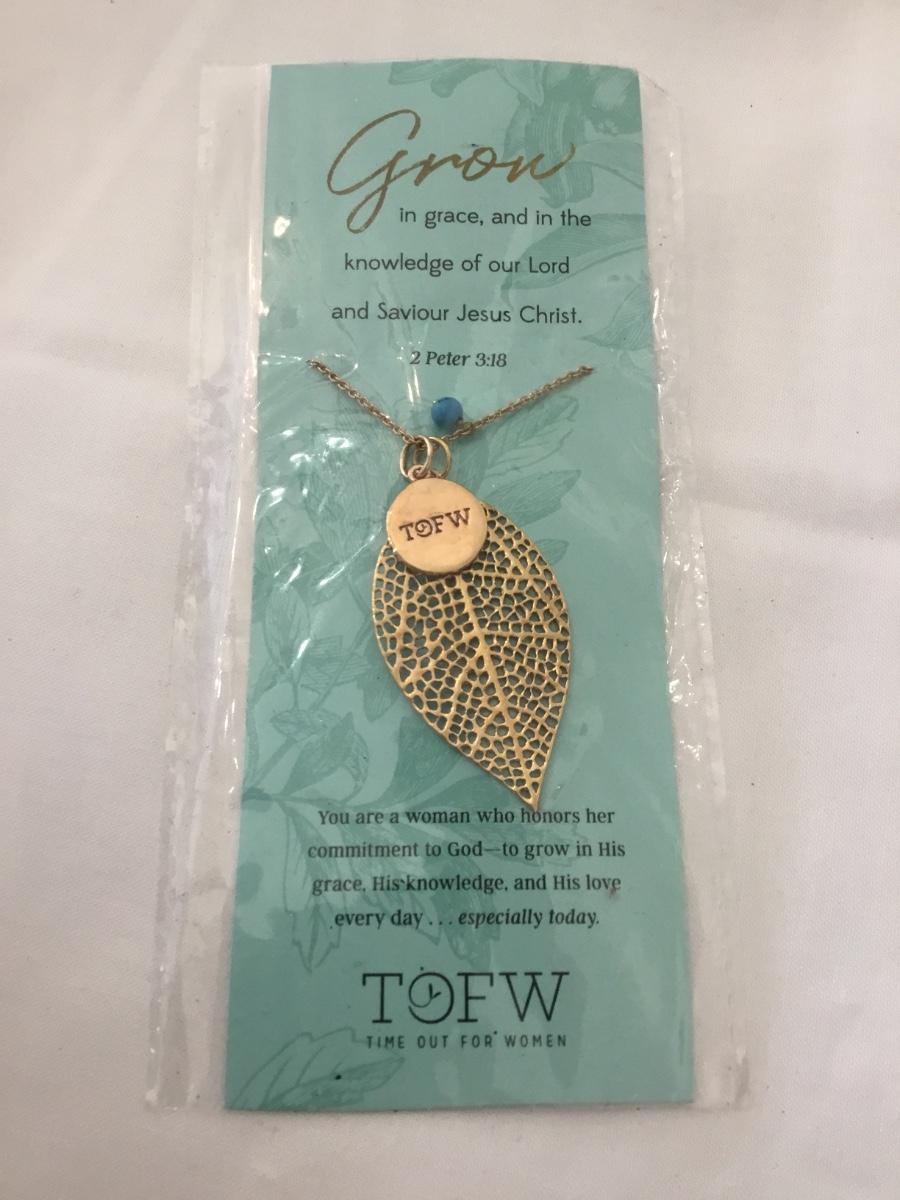 Grow
in grace, and in the
knowledge of our Lord
and Saviour Jesus Christ.
2 Peter 3:18
TOFW
You are a woman who honors her
commitment to God—to grow in His
grace, His knowledge, and His love
every day . . . especially today.
TOFW
TIME OUT FOR WOMEN